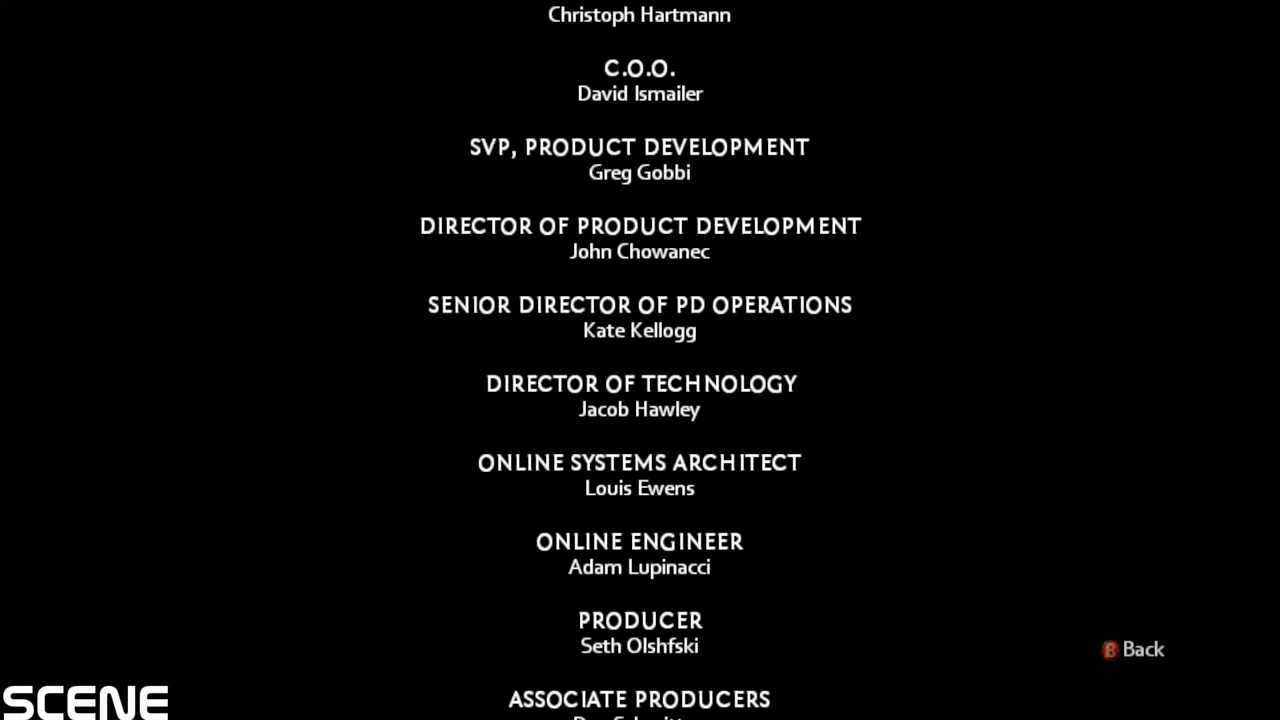 Christoph Hartmann
C.O.O.
David Ismailer
SVP, PRODUCT DEVELOPMENT
Greg Gobbi
DIRECTOR OF PRODUCT DEVELOPMENT
John Chowanec
SENIOR DIRECTOR OF PD OPERATIONS
Kate Kellogg
DIRECTOR OF TECHNOLOGY
Jacob Hawley
ONLINE SYSTEMS ARCHITECT
Louis Ewens
ONLINE ENGINEER
Adam Lupinacci
PRODUCER
Seth Olshfski
B Back
ASSOCIATE PRODUCERS
SCENE